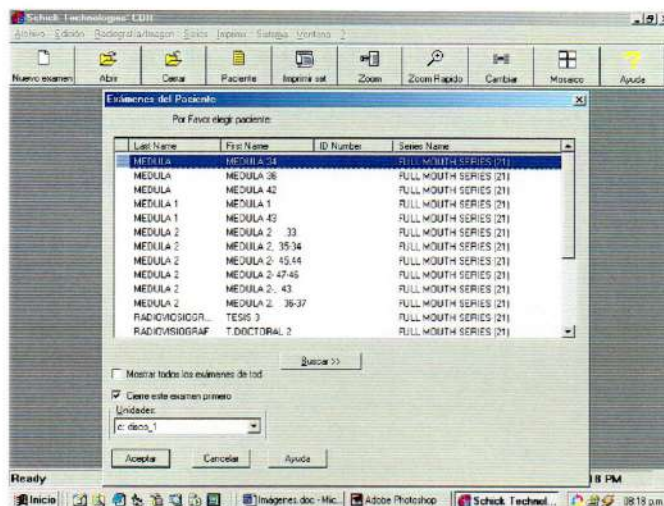 Schick Technologies' CDR
Archivo Edición Radiografía/Imagen Salida Imprimir Sistema Ventana ?
Nuevo examen Abrir Cerrar Paciente Imprimir set Zoom Zoom Rapido Cambiar Mosaico Ayuda
Exámenes del Paciente
Por Favor elegir paciente:
Last Name First Name ID Number Series Name
MEDULA MEDULA 34 FULL MOUTH SERIES (21)
MEDULA MEDULA 36 FULL MOUTH SERIES (21)
MEDULA MEDULA 42 FULL MOUTH SERIES (21)
MEDULA 1 MEDULA 1 FULL MOUTH SERIES (21)
MEDULA 1 MEDULA 43 FULL MOUTH SERIES (21)
MEDULA 2 MEDULA 2 .33 FULL MOUTH SERIES (21)
MEDULA 2 MEDULA 2, 35-34 FULL MOUTH SERIES (21)
MEDULA 2 MEDULA 2- 45,44 FULL MOUTH SERIES (21)
MEDULA 2 MEDULA 2- 47-46 FULL MOUTH SERIES (21)
MEDULA 2 MEDULA 2-. 43 FULL MOUTH SERIES (21)
MEDULA 2 MEDULA 2. 36-37 FULL MOUTH SERIES (21)
RADIOVISIOGR... TESIS 3 FULL MOUTH SERIES (21)
RADIOVISIOGRAF T.DOCTORAL 2 FULL MOUTH SERIES (21)
Buscar >>
Mostrar todos los exámenes de tod
Cierre este examen primero
Unidades:
c: disco_1
Aceptar Cancelar Ayuda
Ready 8 PM
Inicio Imágenes.doc - Mic... Adobe Photoshop Schick Technol... 08:18 p.m.